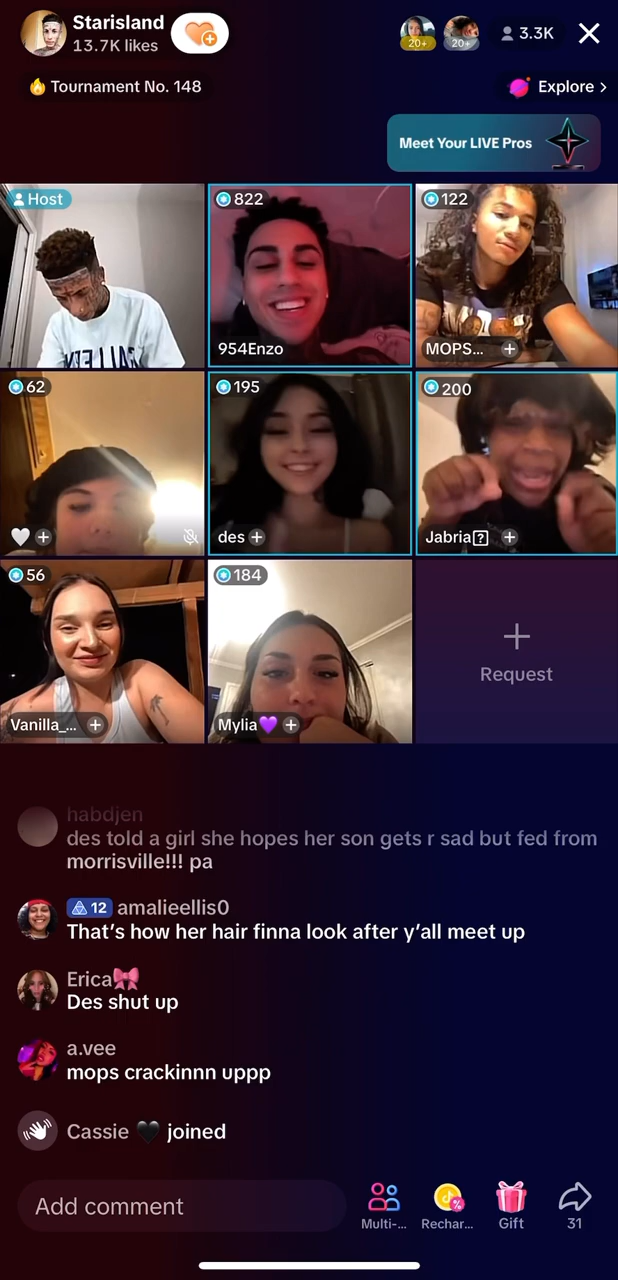 Starisland
13.7K likes
20+
20+
3.3K
Tournament No. 148
Explore >
Meet Your LIVE Pros
Host
822
122
954Enzo
MOPS...
62
195
200
des
Jabria
56
184
Request
Vanilla_...
Mylia💜
habdjen
des told a girl she hopes her son gets r sad but fed from
morrisville!!! pa
12 amalieellis0
That's how her hair finna look after y'all meet up
Erica🎀
Des shut up
a.vee
mops crackinnn uppp
Cassie 🖤 joined
Add comment
Multi-...
Rechar...
Gift
31